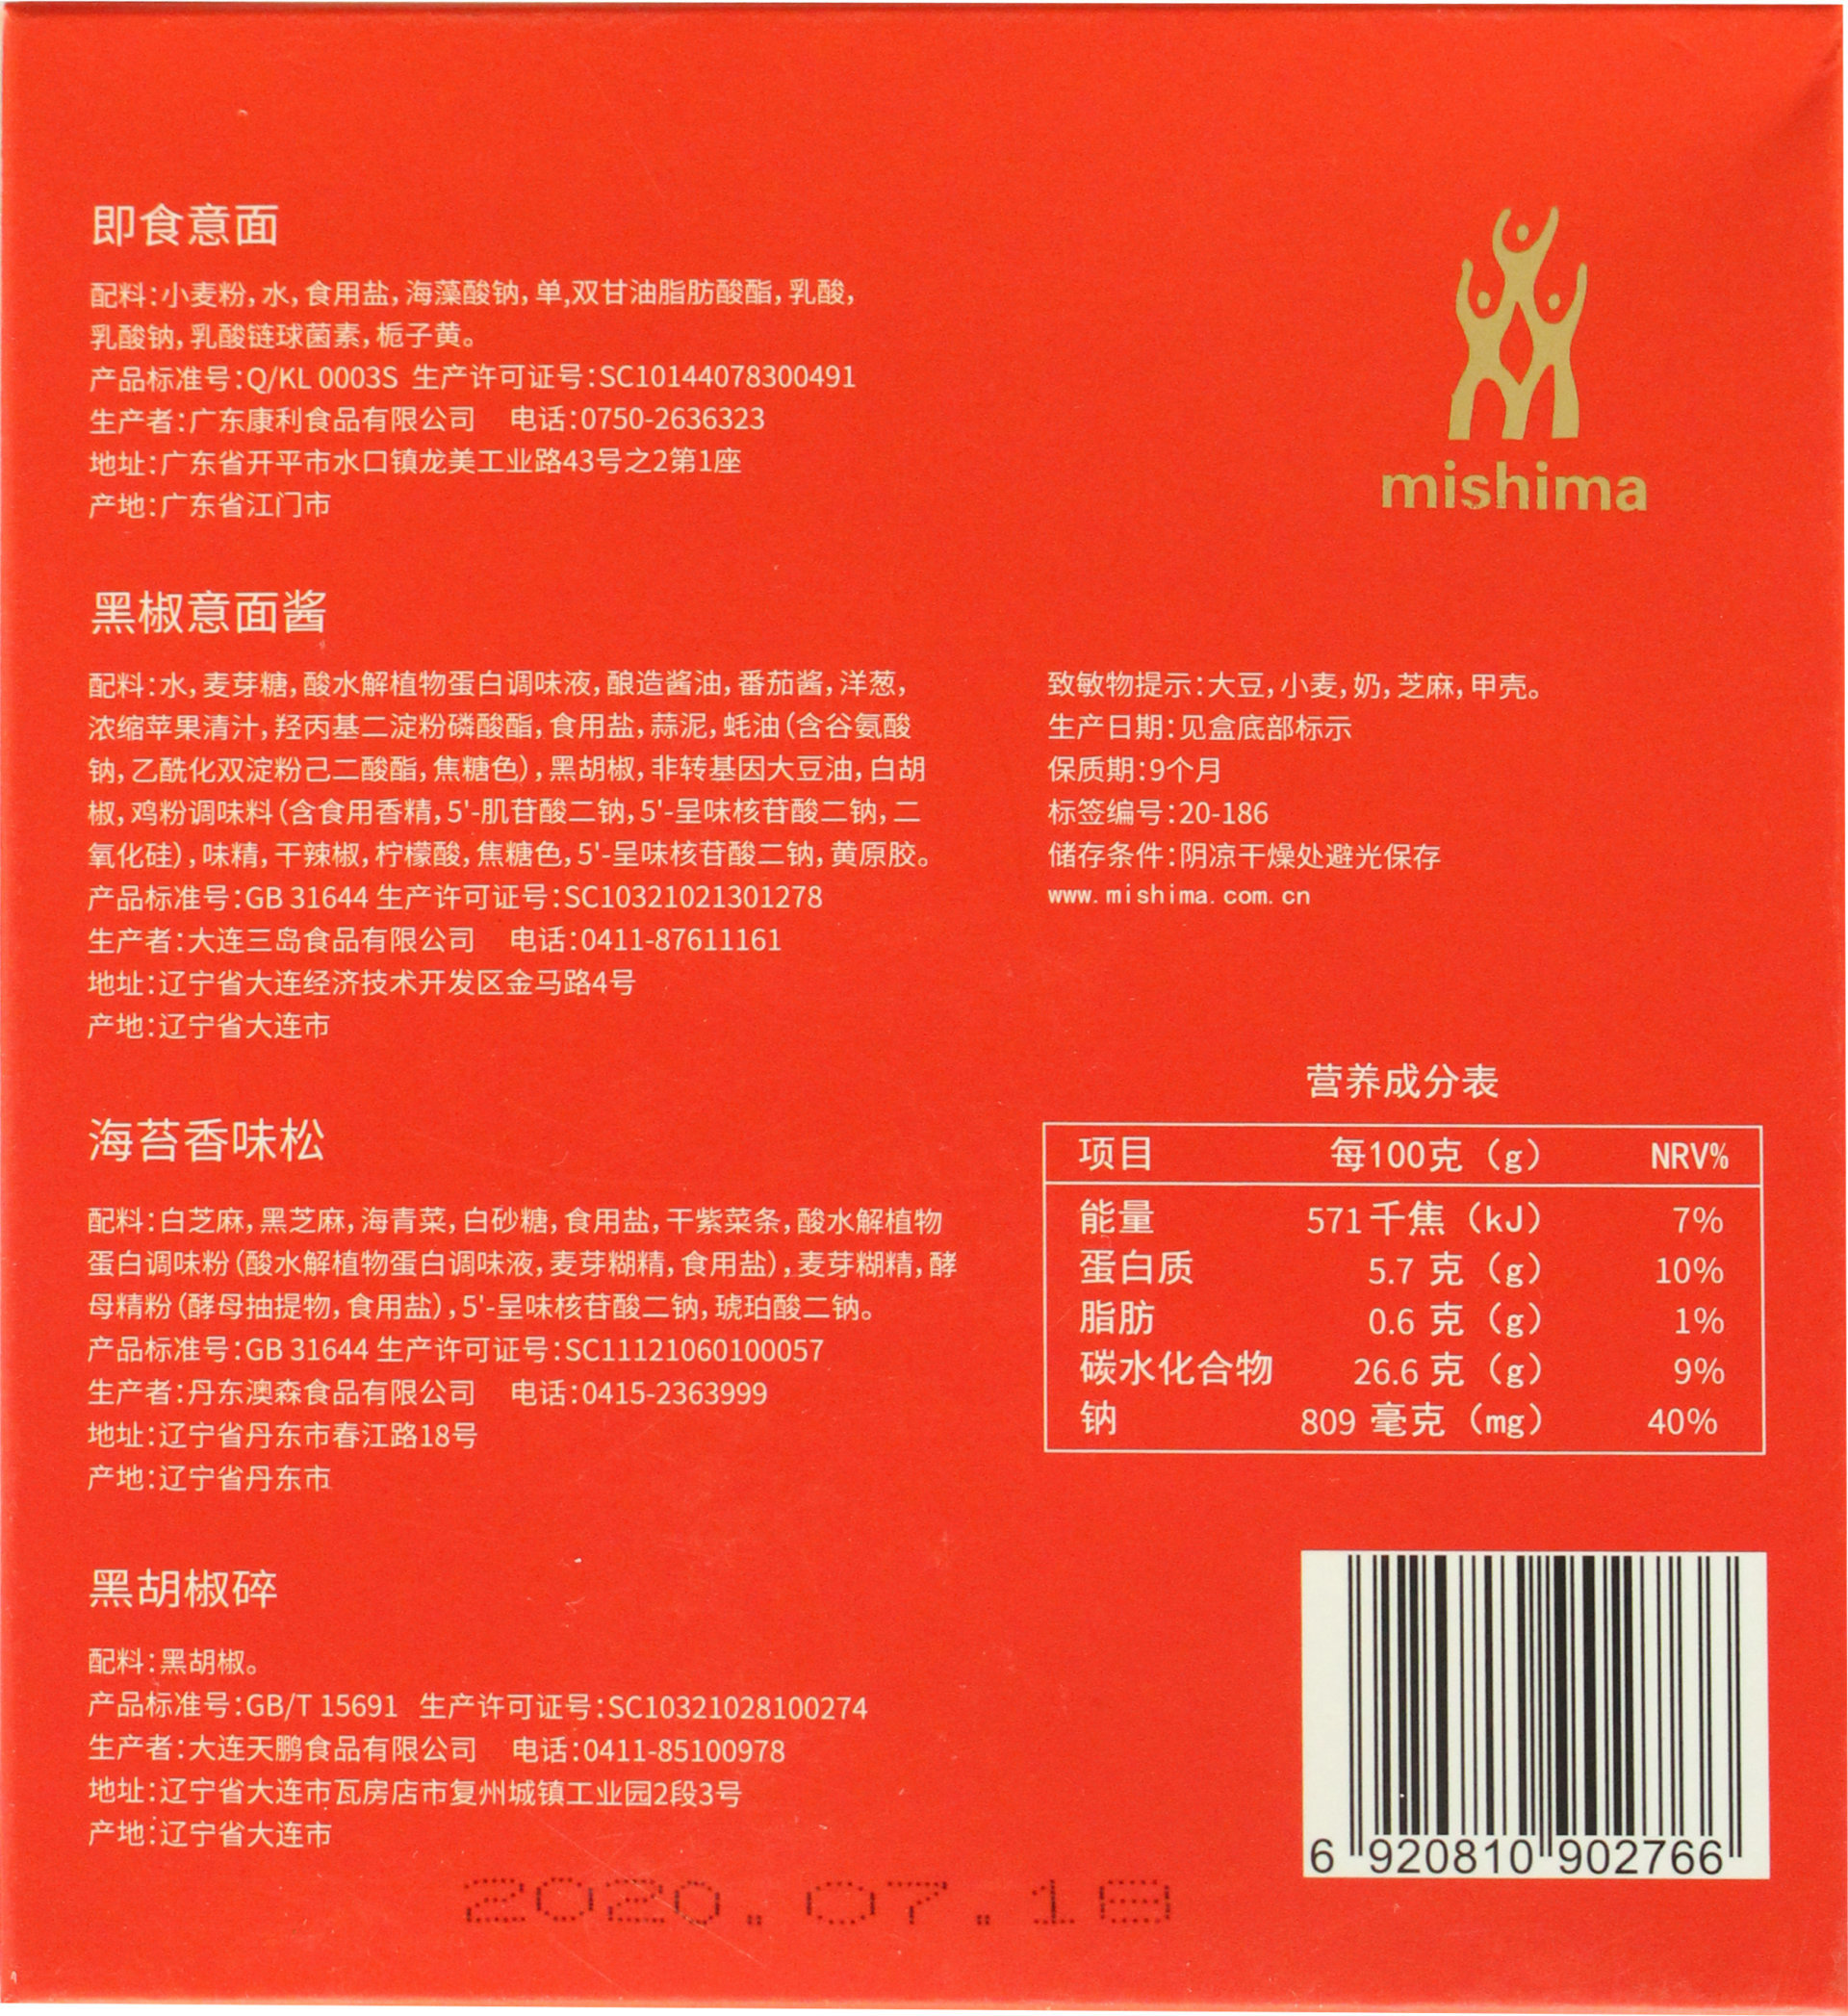 即食意面
配料:小麦粉,水,食用盐,海藻酸钠,单,双甘油脂肪酸酯,乳酸,
乳酸钠,乳酸链球菌素,栀子黄。
产品标准号:Q/KL 0003S 生产许可证号:SC10144078300491
生产者:广东康利食品有限公司 电话:0750-2636323
地址:广东省开平市水口镇龙美工业路43号之2第1座
产地:广东省江门市
mishima
黑椒意面酱
配料:水,麦芽糖,酸水解植物蛋白调味液,酿造酱油,番茄酱,洋葱,
浓缩苹果清汁,羟丙基二淀粉磷酸酯,食用盐,蒜泥,蚝油(含谷氨酸
钠,乙酰化双淀粉己二酸酯,焦糖色),黑胡椒,非转基因大豆油,白胡
椒,鸡粉调味料(含食用香精,5'-肌苷酸二钠,5'-呈味核苷酸二钠,二
氧化硅),味精,干辣椒,柠檬酸,焦糖色,5'-呈味核苷酸二钠,黄原胶。
产品标准号:GB 31644 生产许可证号:SC10321021301278
生产者:大连三岛食品有限公司 电话:0411-87611161
地址:辽宁省大连经济技术开发区金马路4号
产地:辽宁省大连市
海苔香味松
配料:白芝麻,黑芝麻,海青菜,白砂糖,食用盐,干紫菜条,酸水解植物
蛋白调味粉(酸水解植物蛋白调味液,麦芽糊精,食用盐),麦芽糊精,酵
母精粉(酵母抽提物,食用盐),5'-呈味核苷酸二钠,琥珀酸二钠。
产品标准号:GB 31644 生产许可证号:SC11121060100057
生产者:丹东澳森食品有限公司 电话:0415-2363999
地址:辽宁省丹东市春江路18号
产地:辽宁省丹东市
黑胡椒碎
配料:黑胡椒。
产品标准号:GB/T 15691 生产许可证号:SC10321028100274
生产者:大连天鹏食品有限公司 电话:0411-85100978
地址:辽宁省大连市瓦房店市复州城镇工业园2段3号
产地:辽宁省大连市
致敏物提示:大豆,小麦,奶,芝麻,甲壳。
生产日期:见盒底部标示
保质期:9个月
标签编号:20-186
储存条件:阴凉干燥处避光保存
www.mishima.com.cn
营养成分表
项目 每100克(g) NRV%
能量 571千焦(kJ) 7%
蛋白质 5.7 克(g) 10%
脂肪 0.6 克(g) 1%
碳水化合物 26.6 克(g) 9%
钠 809 毫克(mg) 40%
6 920810 902766
2020.07.18